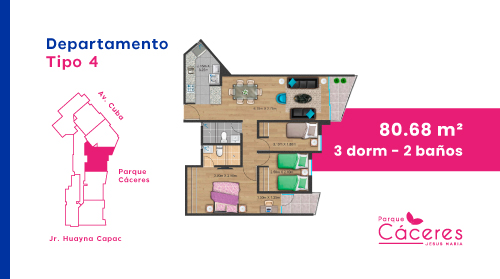 Departamento
Tipo 4
Av. Cuba
Parque
Cáceres
Jr. Huayna Capac
80.68 m²
3 dorm - 2 baños
Parque
Cáceres
JESUS MARIA